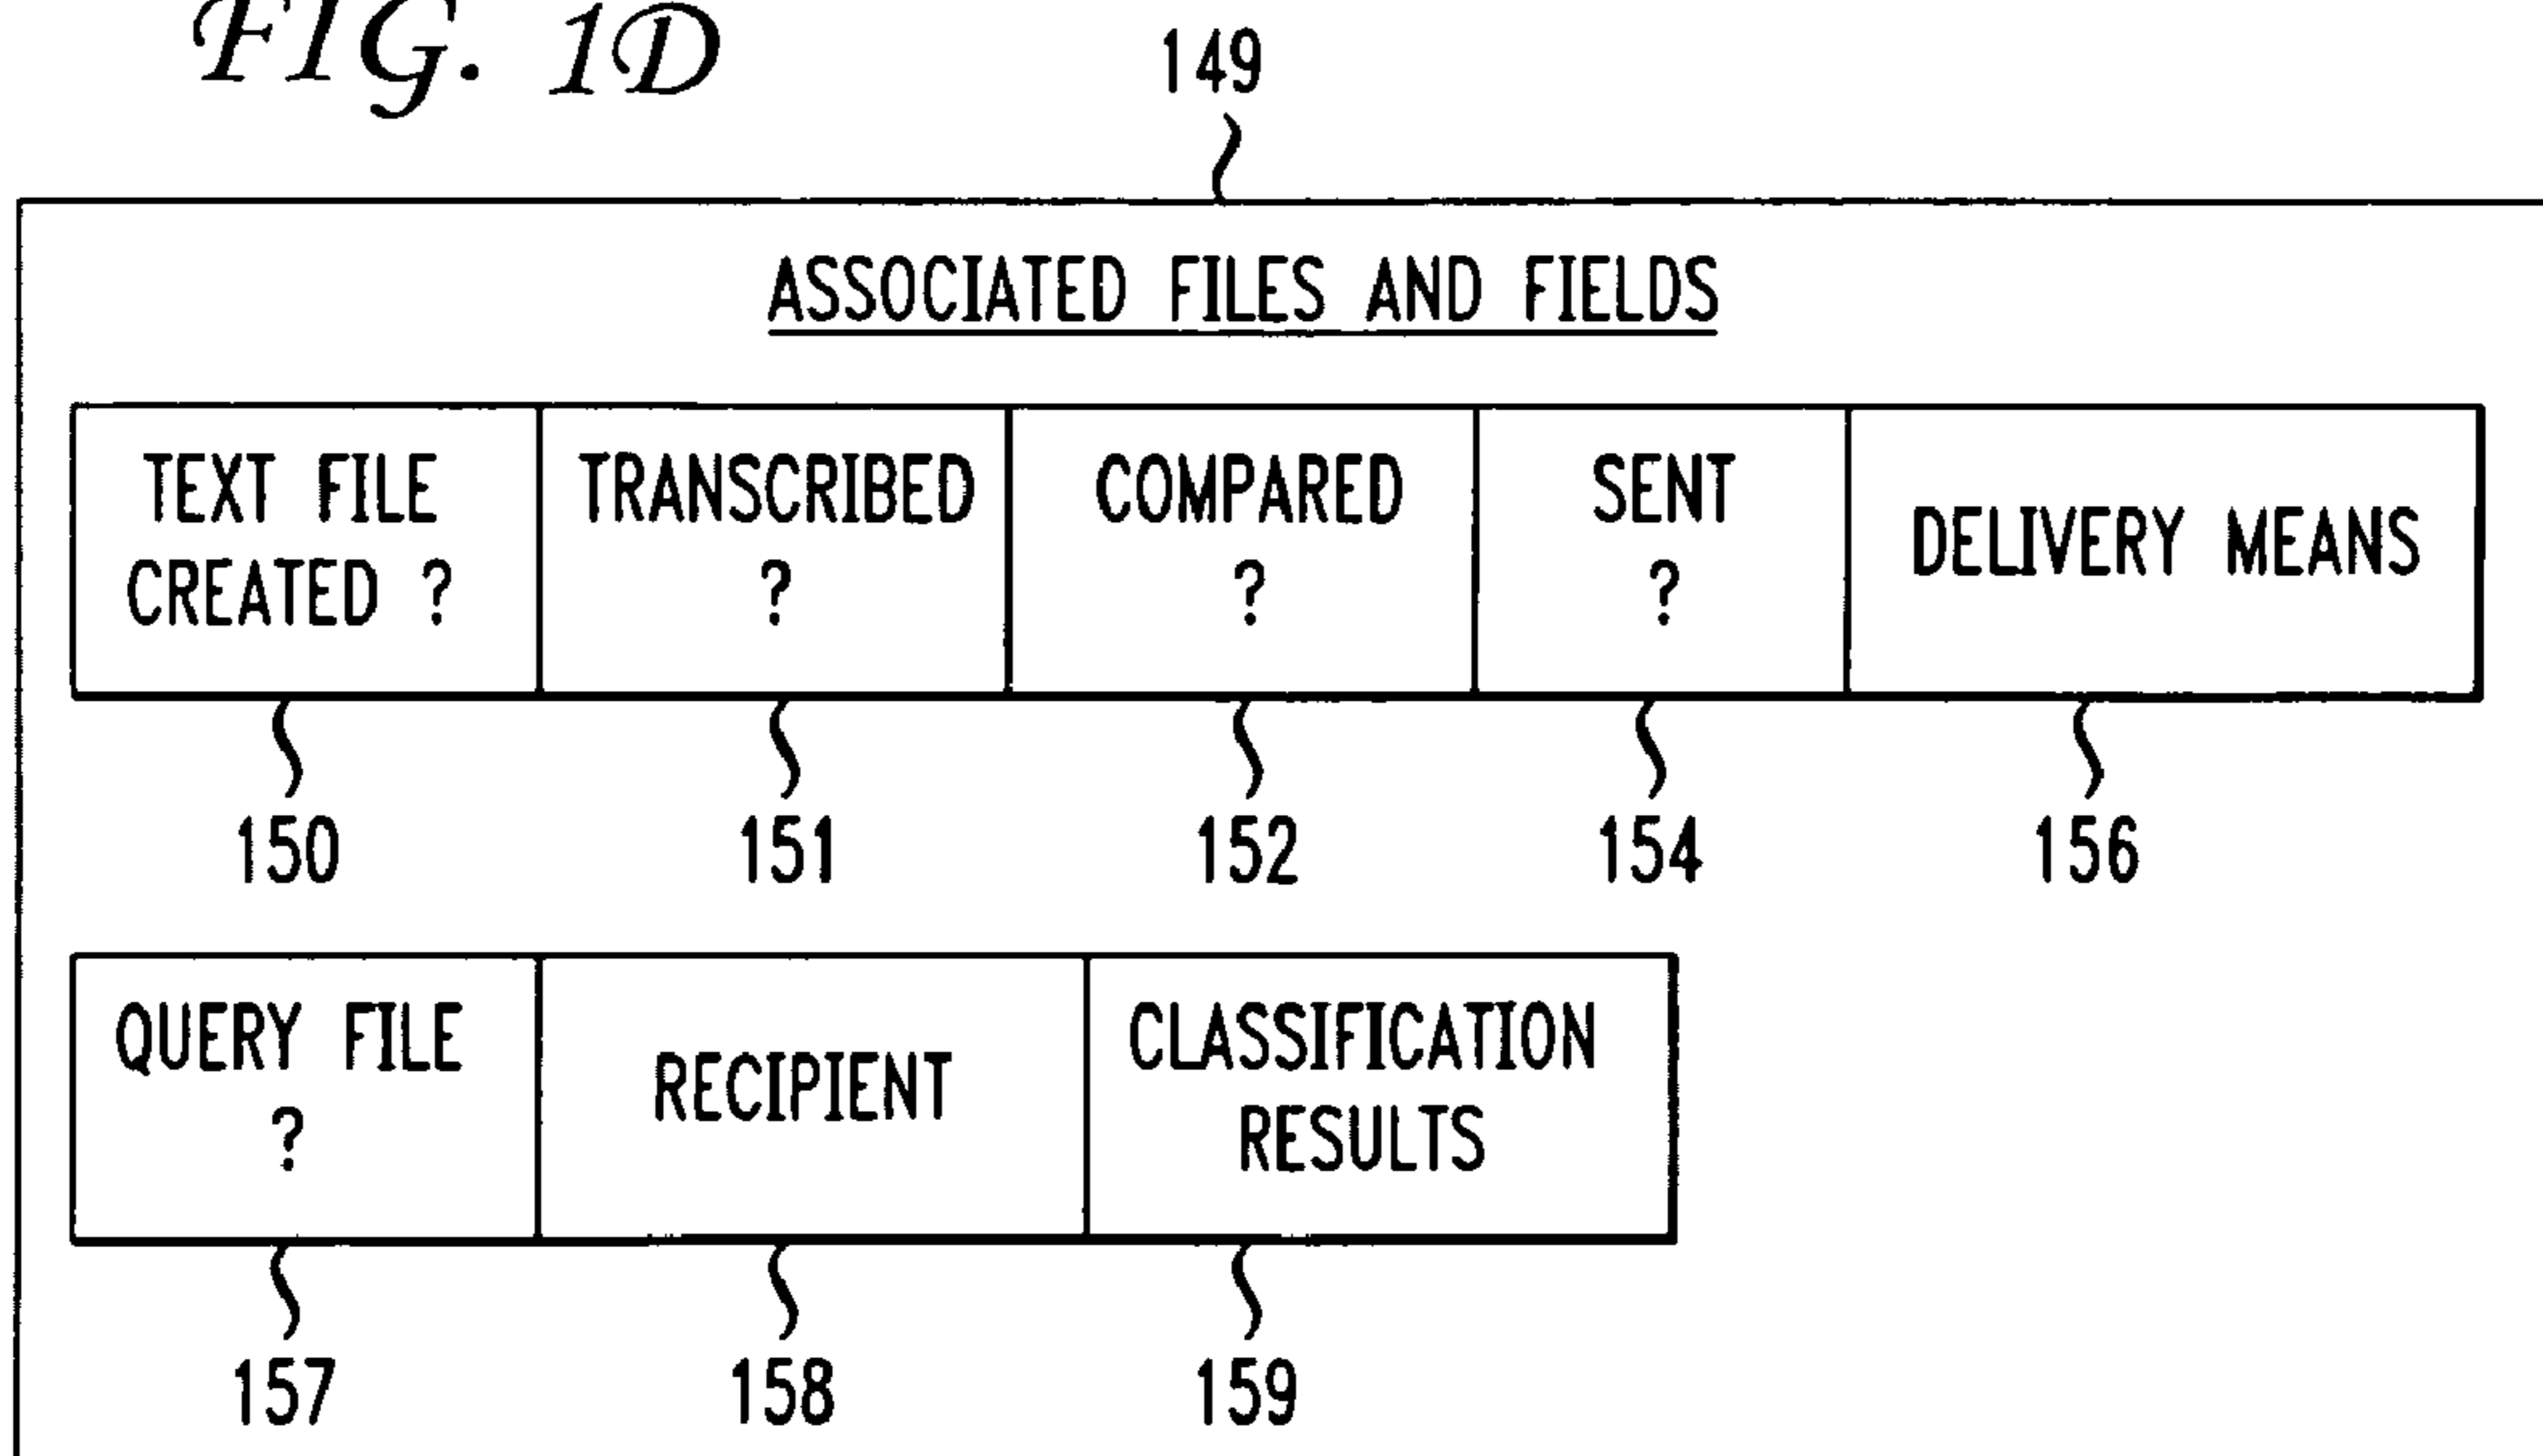 FIG. 1D
149
ASSOCIATED FILES AND FIELDS
TEXT FILE
CREATED ?
TRANSCRIBED
?
COMPARED
?
SENT
?
DELIVERY MEANS
150
151
152
154
156
QUERY FILE
?
RECIPIENT
CLASSIFICATION
RESULTS
157
158
159